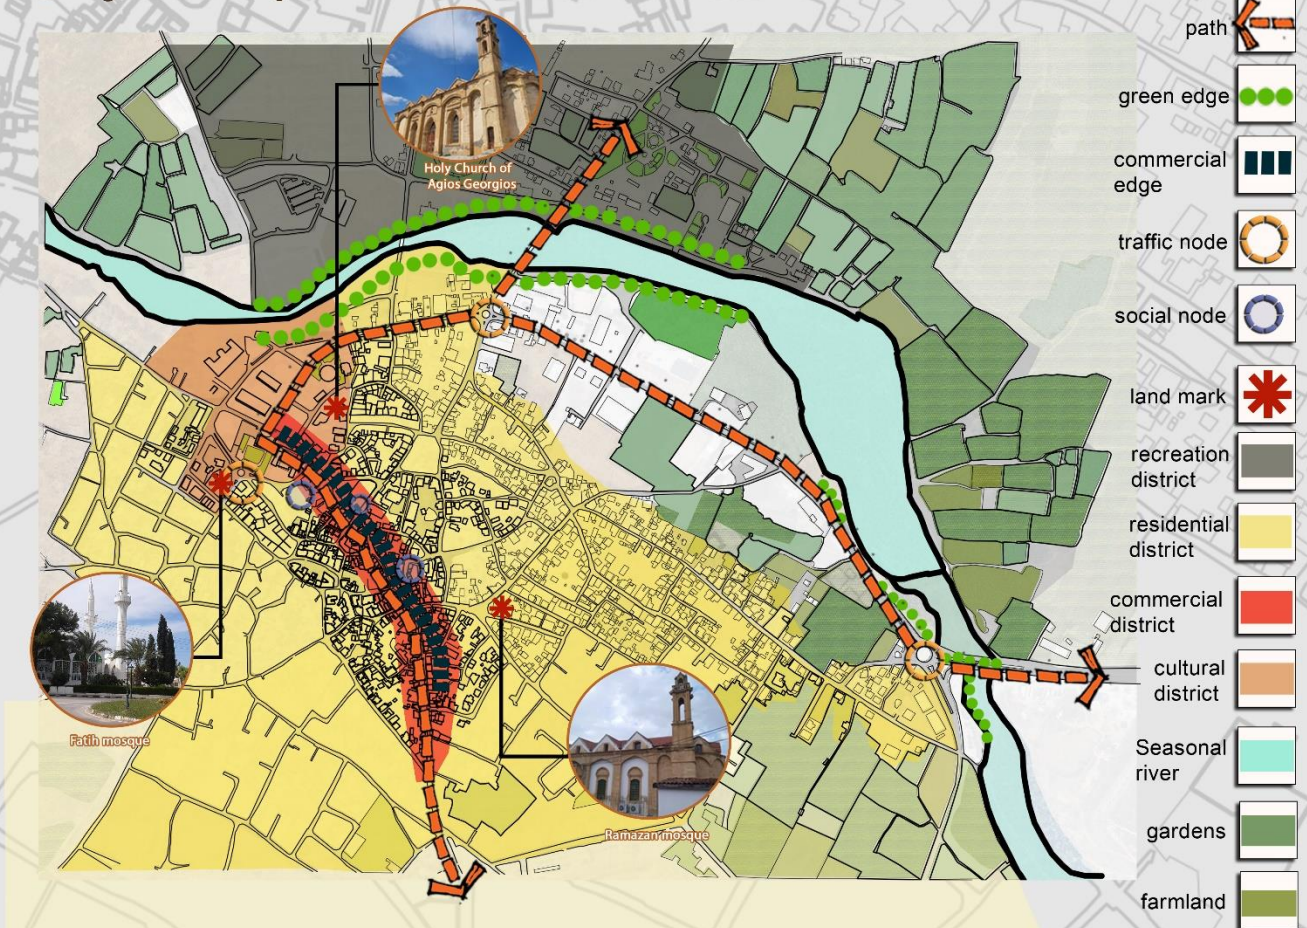 Holy Church of
Agios Georgios
Fatih mosque
Ramazan mosque
path
green edge
commercial
edge
traffic node
social node
land mark
recreation
district
residential
district
commercial
district
cultural
district
Seasonal
river
gardens
farmland